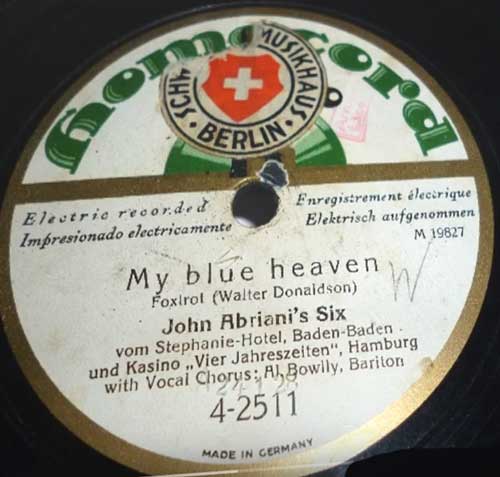 Homocord
MUSIKHAUS
BERLIN
Electric recorded
Impresionado electricamente
Enregistrement électrique
Elektrisch aufgenommen
M 19827
My blue heaven
Foxtrot (Walter Donaldson)
W
John Abriani's Six
vom Stephanie-Hotel, Baden-Baden
und Kasino „Vier Jahreszeiten", Hamburg
with Vocal Chorus: Al Bowlly, Bariton
4-2511
MADE IN GERMANY